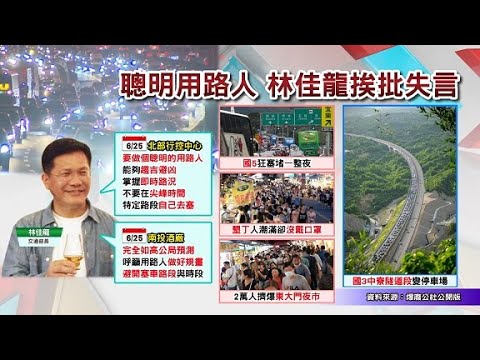 聰明用路人 林佳龍挨批失言
6/25 北部行控中心
要做個聰明的用路人
能夠趨吉避凶
掌握即時路況
不要在尖峰時間
特定路段自己去塞
6/25 南投酒廠
完全如高公局預測
呼籲用路人做好規畫
避開塞車路段與時段
林佳龍
交通部長
國5狂塞堵一整夜
墾丁人潮滿卻沒戴口罩
2萬人擠爆東大門夜市
國3中寮隧道段變停車場
資料來源：爆廢公社公開版